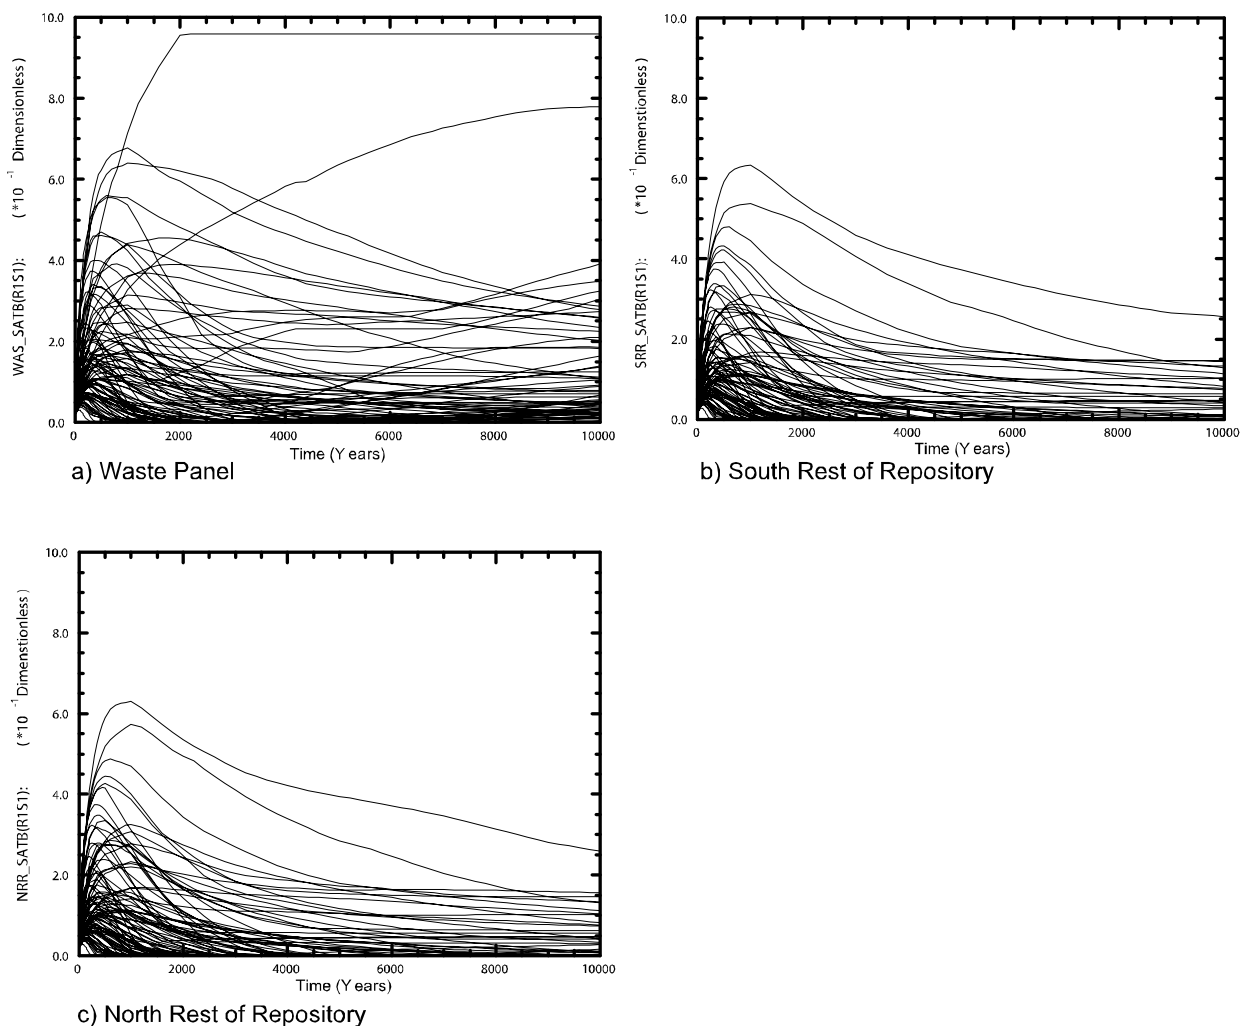 10.0
8.0
6.0
4.0
2.0
0.0
WAS_SATB(R1S1): (*10 -1 Dimensionless )
0 2000 4000 6000 8000 10000
Time (Y ears)
a) Waste Panel
10.0
8.0
6.0
4.0
2.0
0.0
SRR_SATB(R1S1): (*10 -1 Dimenstionless)
0 2000 4000 6000 8000 10000
Time (Y ears)
b) South Rest of Repository
10.0
8.0
6.0
4.0
2.0
0.0
NRR_SATB(R1S1): (*10 -1 Dimenstionless )
0 2000 4000 6000 8000 10000
Time (Y ears)
c) North Rest of Repository